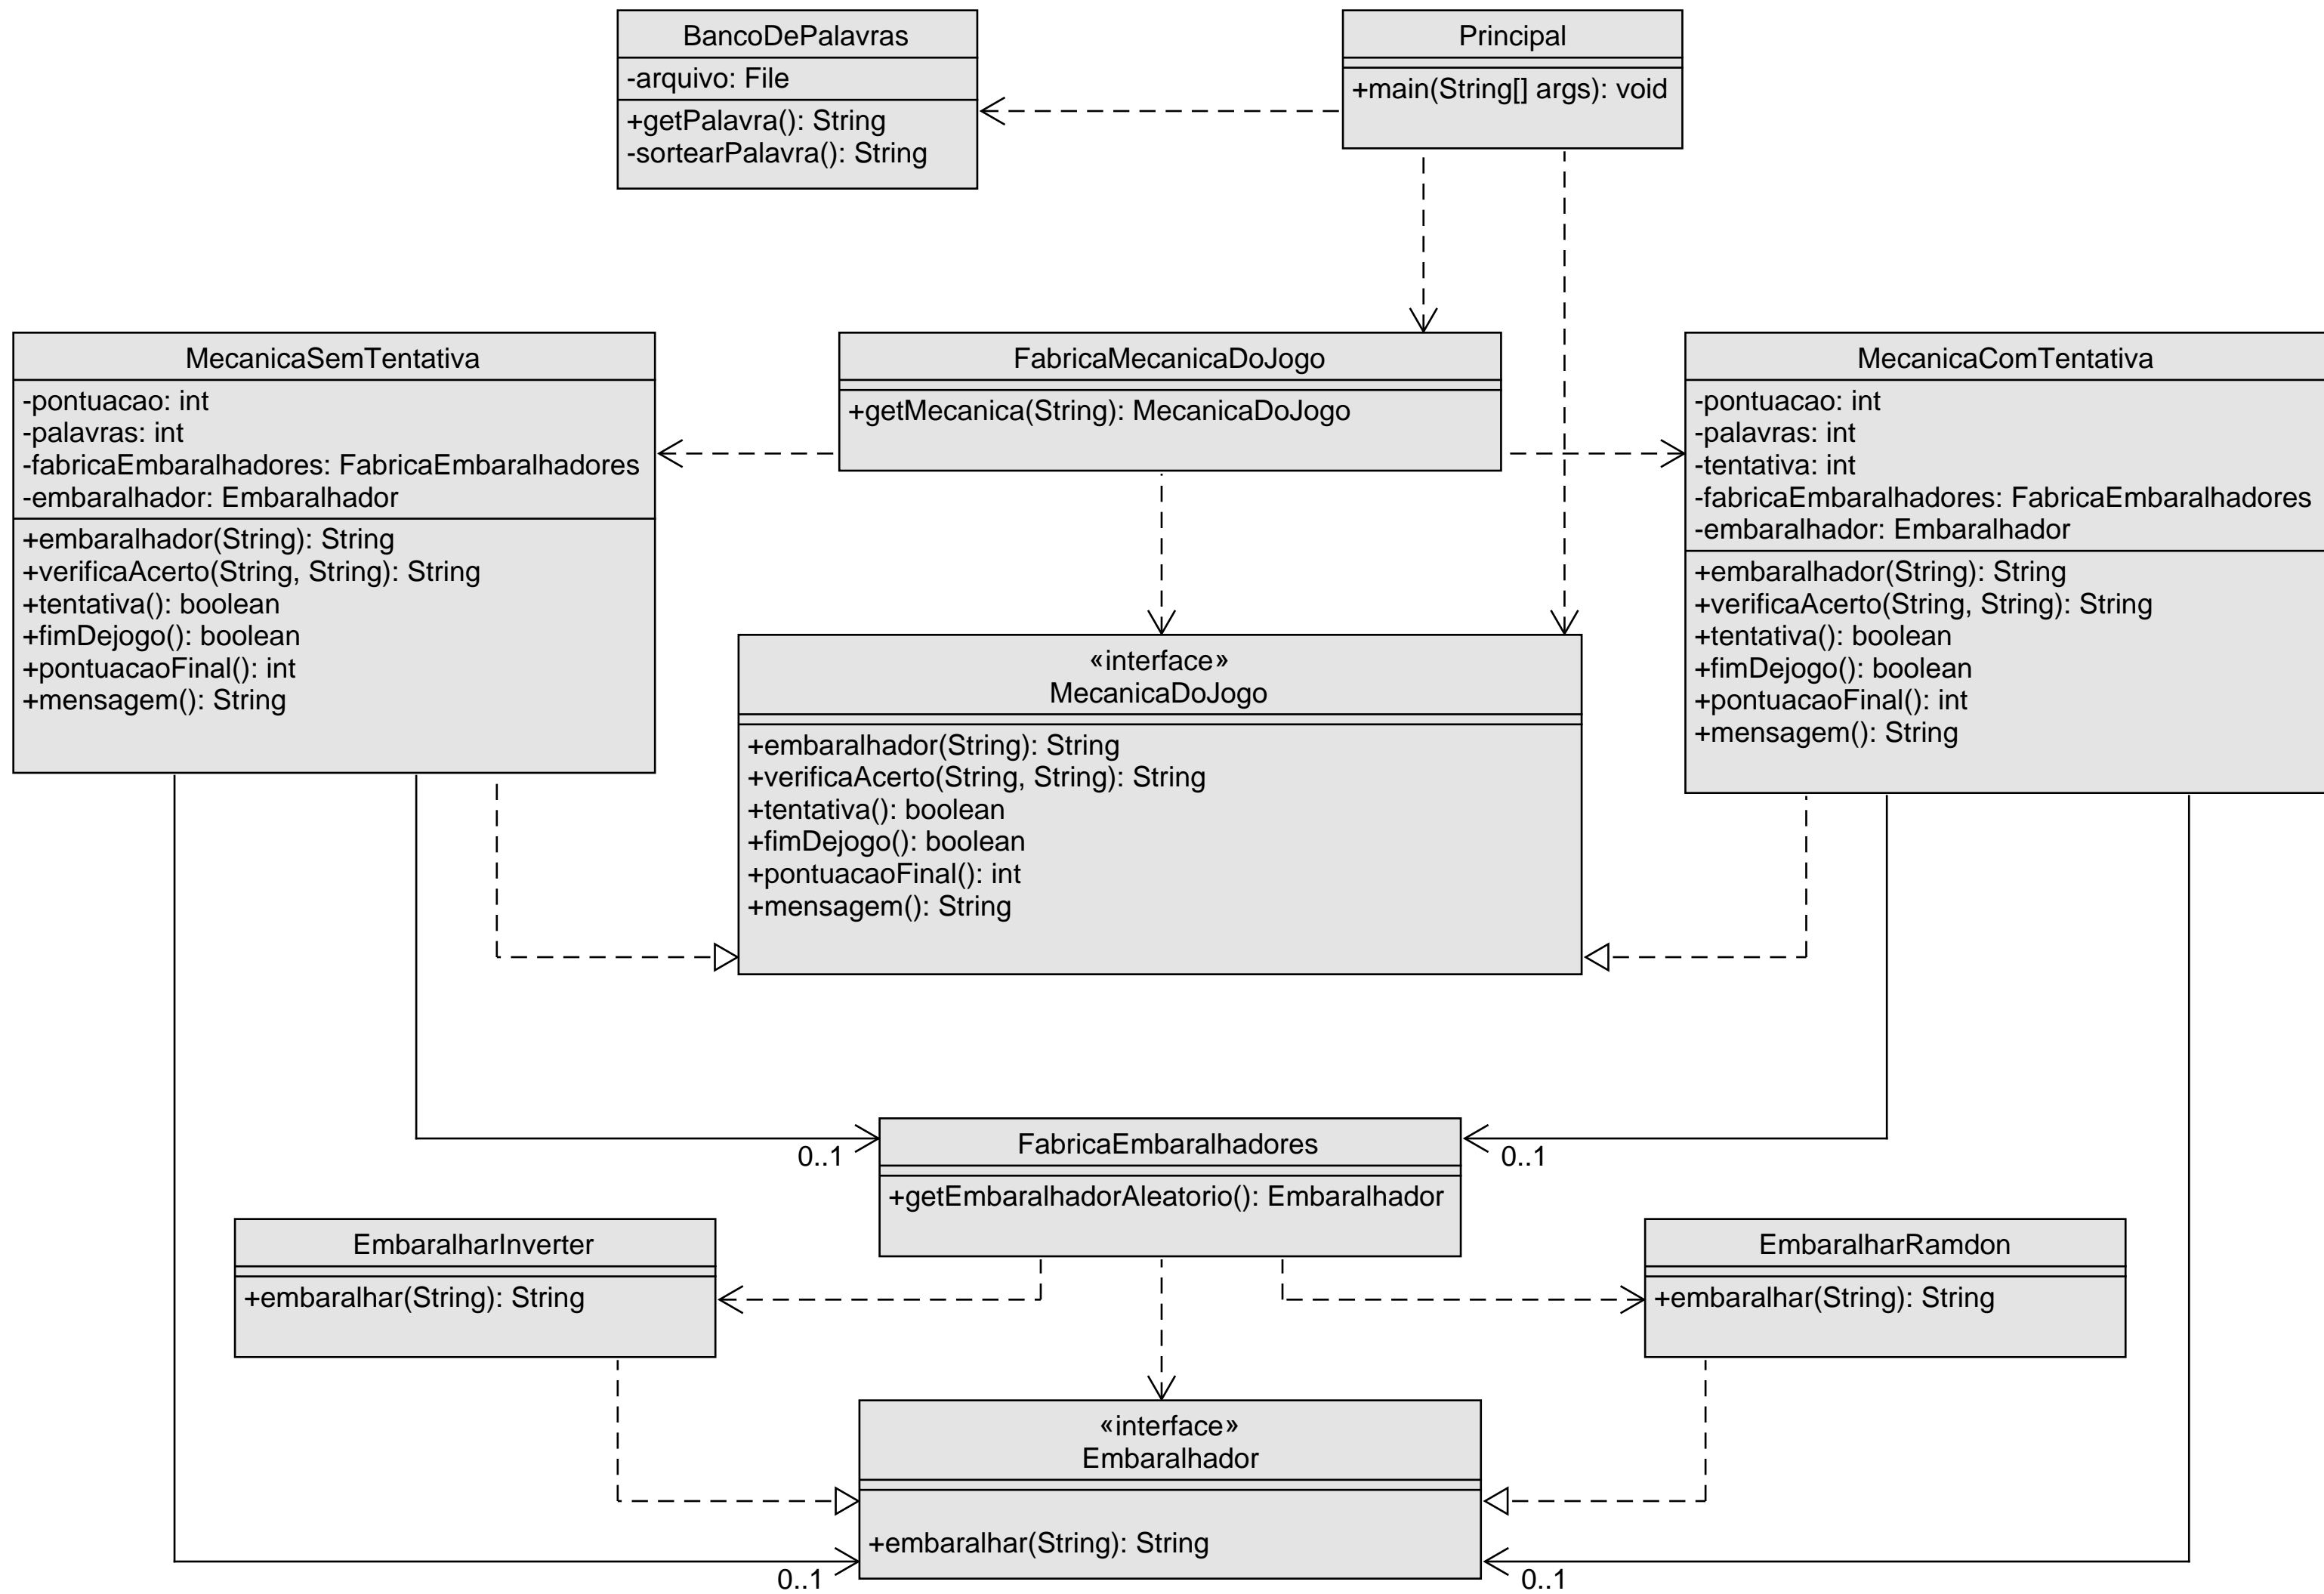 BancoDePalavras
-arquivo: File
+getPalavra(): String
-sortearPalavra(): String
Principal
+main(String[] args): void
MecanicaSemTentativa
-pontuacao: int
-palavras: int
-fabricaEmbaralhadores: FabricaEmbaralhadores
-embaralhador: Embaralhador
+embaralhador(String): String
+verificaAcerto(String, String): String
+tentativa(): boolean
+fimDejogo(): boolean
+pontuacaoFinal(): int
+mensagem(): String
FabricaMecanicaDoJogo
+getMecanica(String): MecanicaDoJogo
MecanicaComTentativa
-pontuacao: int
-palavras: int
-tentativa: int
-fabricaEmbaralhadores: FabricaEmbaralhadores
-embaralhador: Embaralhador
+embaralhador(String): String
+verificaAcerto(String, String): String
+tentativa(): boolean
+fimDejogo(): boolean
+pontuacaoFinal(): int
+mensagem(): String
«interface»
MecanicaDoJogo
+embaralhador(String): String
+verificaAcerto(String, String): String
+tentativa(): boolean
+fimDejogo(): boolean
+pontuacaoFinal(): int
+mensagem(): String
0..1
FabricaEmbaralhadores
+getEmbaralhadorAleatorio(): Embaralhador
0..1
EmbaralharInverter
+embaralhar(String): String
EmbaralharRamdon
+embaralhar(String): String
«interface»
Embaralhador
+embaralhar(String): String
0..1
0..1